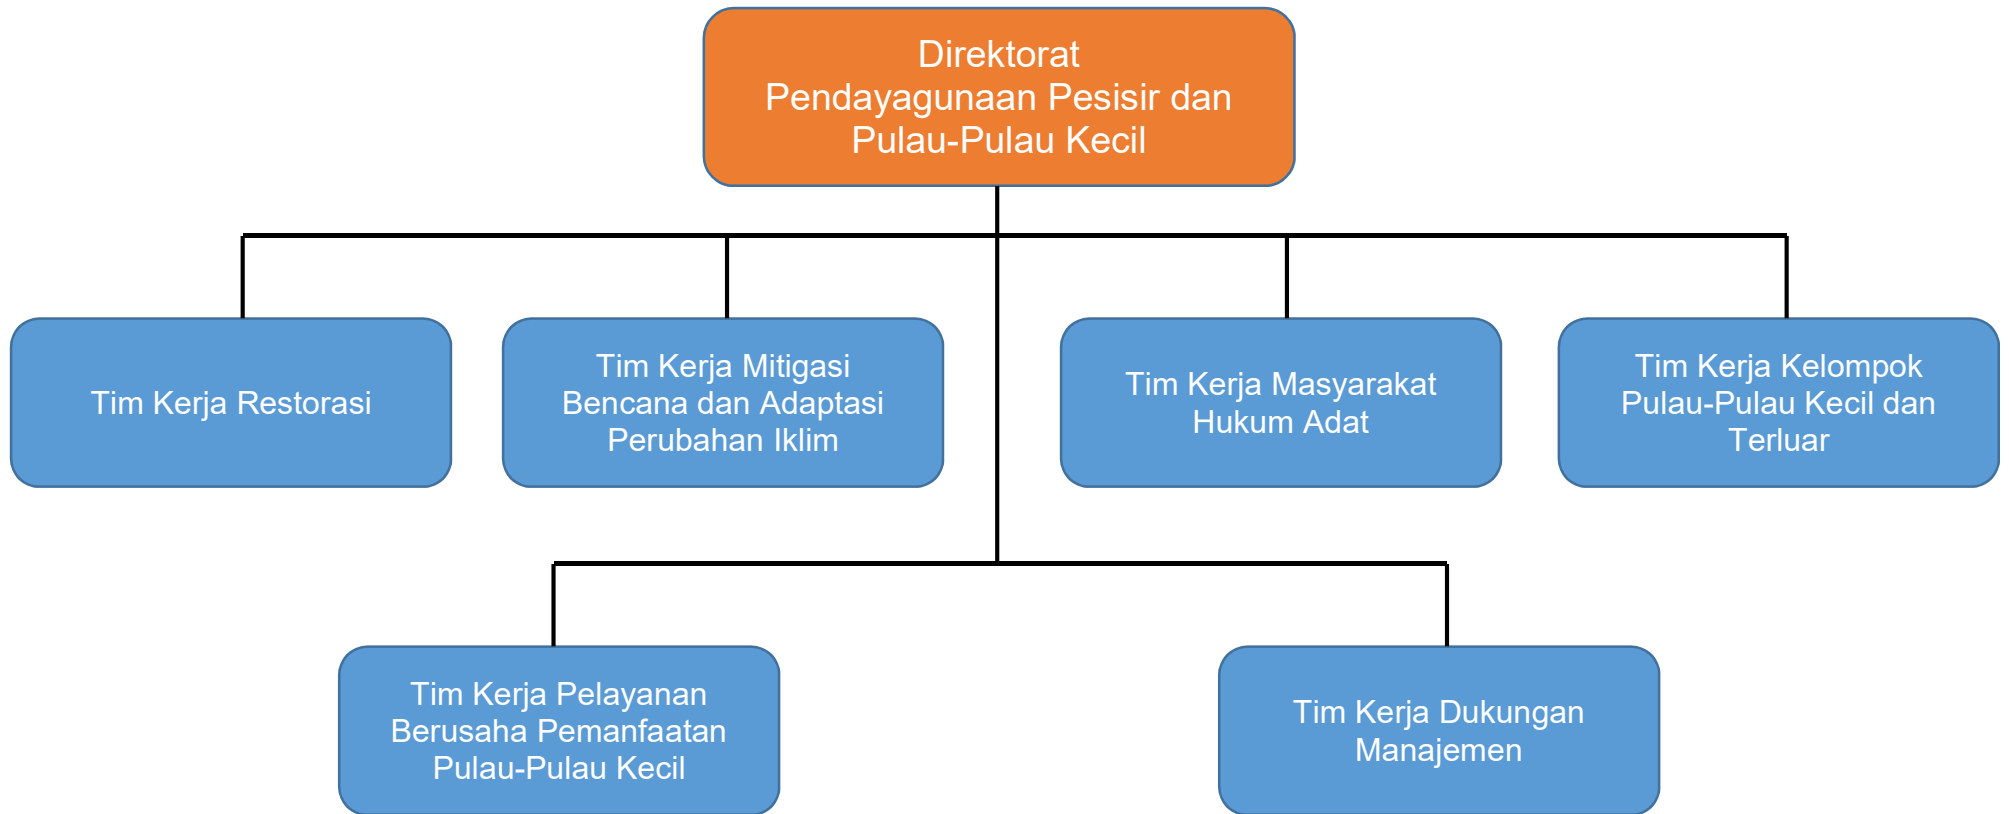 Direktorat
Pendayagunaan Pesisir dan
Pulau-Pulau Kecil
Tim Kerja Restorasi
Tim Kerja Mitigasi
Bencana dan Adaptasi
Perubahan Iklim
Tim Kerja Masyarakat
Hukum Adat
Tim Kerja Kelompok
Pulau-Pulau Kecil dan
Terluar
Tim Kerja Pelayanan
Berusaha Pemanfaatan
Pulau-Pulau Kecil
Tim Kerja Dukungan
Manajemen